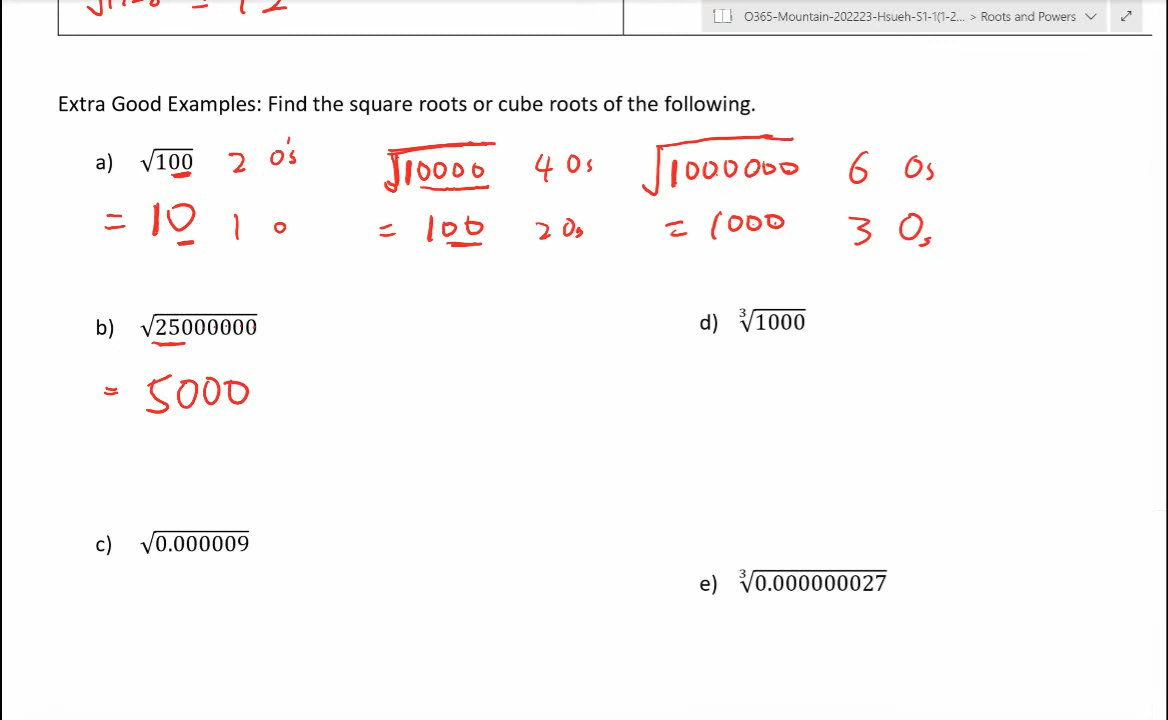 O365-Mountain-202223-Hsueh-S1-1(1-2... > Roots and Powers
Extra Good Examples: Find the square roots or cube roots of the following.
a) √100 2 0's √10000 4 0s √1000000 6 0s
= 10 1 0 = 100 2 0s = 1000 3 0s
b) √25000000 d) ∛1000
= 5000
c) √0.000009
e) ∛0.000000027